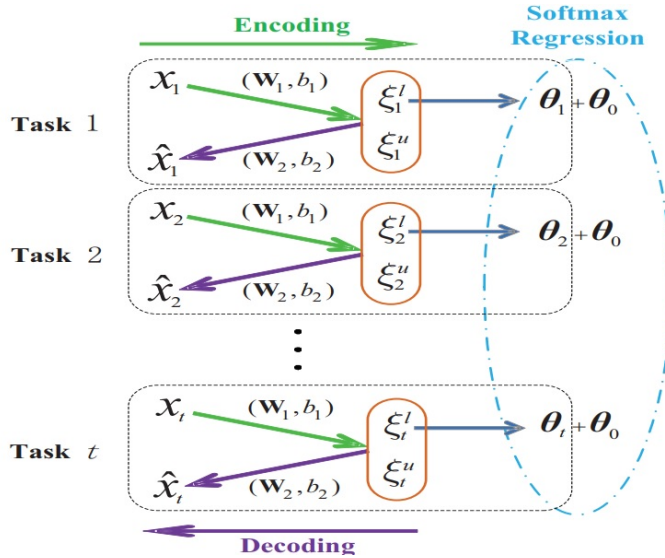 Encoding
Softmax
Regression
Task 1
x₁ (W₁,b₁) ξ₁ˡ θ₁+θ₀
x̂₁ (W₂,b₂) ξ₁ᵘ
Task 2
x₂ (W₁,b₁) ξ₂ˡ θ₂+θ₀
x̂₂ (W₂,b₂) ξ₂ᵘ
Task t
xₜ (W₁,b₁) ξₜˡ θₜ+θ₀
x̂ₜ (W₂,b₂) ξₜᵘ
Decoding